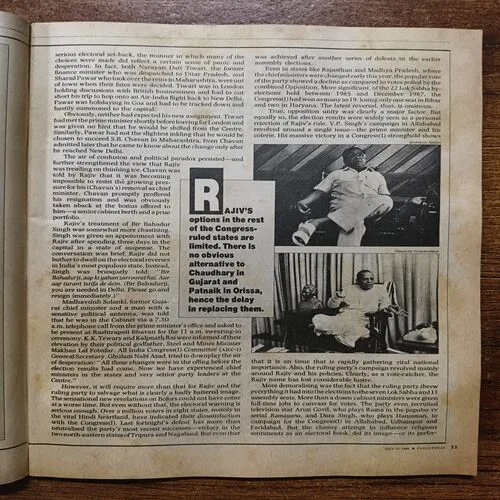 serious electoral set-back, the manner in which many of the
choices were made did reflect a certain sense of panic and
desperation. In fact, both Narayan Datt Tiwari, the former
finance minister who was despatched to Uttar Pradesh, and
Sharad Pawar who took over the reins in Maharashtra, were out
of town when their fates were decided. Tiwari was in London
holding discussions with British businessmen and had to cut
short his trip to hop onto an Air-India flight back to New Delhi.
Pawar was holidaying in Goa and had to be tracked down and
hastily summoned to the capital.
Obviously, neither had expected his new assignment. Tiwari
had met the prime minister shortly before leaving for London and
was given no hint that he would be shifted from the Centre.
Similarly, Pawar had not the slightest inkling that he would be
chosen to succeed S.B. Chavan in Maharashtra. Even Chavan
admitted later that he came to know about the change only after
he reached New Delhi.
The air of confusion and political paradox persisted—and
further strengthened the view that Rajiv
was treading on thinning ice. Chavan was
told by Rajiv that it was becoming
impossible to resist the growing pres-
sure for his (Chavan's) removal as chief
minister. Chavan promptly proffered
his resignation and was obviously
taken aback at the bonus offered to
him—a senior cabinet berth and a prize
portfolio.
Rajiv's treatment of Bir Bahadur
Singh was somewhat more chastising.
Singh was given an appointment with
Rajiv after spending three days in the
capital in a state of suspense. The
conversation was brief. Rajiv did not
bother to dwell on the electoral reverses
in India's most populous state. Instead,
Singh was brusquely told: "Bir
Bahadurji, aap ki yahan zarroorat hai. Aur
aap turant istifa de dein. (Bir Bahadurji,
you are needed in Delhi. Please go and
resign immediately.)"
Madhavsinh Solanki, former Guja-
rat chief minister and a man with a
sensitive political antenna, was told
that he was in the Cabinet via a 7.30
a.m. telephone call from the prime minister's office and asked to
be present at Rashtrapati Bhavan for the 11 a.m. swearing-in
ceremony. K.K. Tewary and Kalpnath Rai were informed of their
elevation by their political godfather, Steel and Mines Minister
Makhan Lal Fotedar. All-India Congress(I) Committee (AICC)
General Secretary, Ghulam Nabi Azad, tried to downplay the air
of desperation: "All these changes were in the offing before the
election results had come. Now we have experienced chief
ministers in the states and very senior party leaders at the
Centre."
However, it will require more than that for Rajiv and the
ruling party to salvage what is clearly a badly buffeted image.
The sensational new revelations on Bofors could not have come
at a worse time. But the electoral warning is
serious enough. Over a million voters in eight states, mainly in
the vital Hindi heartland, have indicated their dissatisfaction
with the Congress(I). Last fortnight's defeat has more than
neutralised the party's most recent successes—victory in the
two north-eastern states of Tripura and Nagaland. But even that
RAJIV'S
options in the rest
of the Congress-
ruled states are
limited. There is
no obvious
alternative to
Chaudhary in
Gujarat and
Patnaik in Orissa,
hence the delay
in replacing them.
was achieved after another series of defeats in the earlier
assembly elections.
Even in states like Rajasthan and Madhya Pradesh, where
the chief ministers were changed early this year, the popular vote
of the party showed a decline as compared to votes polled by the
combined Opposition. More significant, of the 22 Lok Sabha by-
elections held between 1985 and December 1987, the
Congress(I) had won as many as 19, losing only one seat in Bihar
and two in Haryana. The latest reversal, thus, is ominous.
True, opposition unity was clearly a major factor. But
equally so, the election results were widely seen as a personal
rejection of Rajiv's rule. V.P. Singh's campaign in Allahabad
revolved around a single issue—the prime minister and his
probity. His massive victory in a Congress(I) stronghold shows
that it is an issue that is rapidly gathering vital national
importance. Also, the ruling party's campaign revolved mainly
around Rajiv and his policies. Clearly, as a vote-catcher, the
Rajiv name has lost considerable lustre.
More demoralising was the fact that the ruling party threw
everything it had into the elections to the seven Lok Sabha and 11
assembly seats. More than a dozen cabinet ministers were given
full-time jobs to canvass for votes. The party even recruited
television star Arun Govil, who plays Rama in the popular TV
serial Ramayana, and Dara Singh, who plays Hanuman, to
campaign for the Congress(I) in Allahabad, Udhampur and
Faridabad. But the clumsy attempt to influence religious
sentiments as an electoral book, did its image—or its perfor-